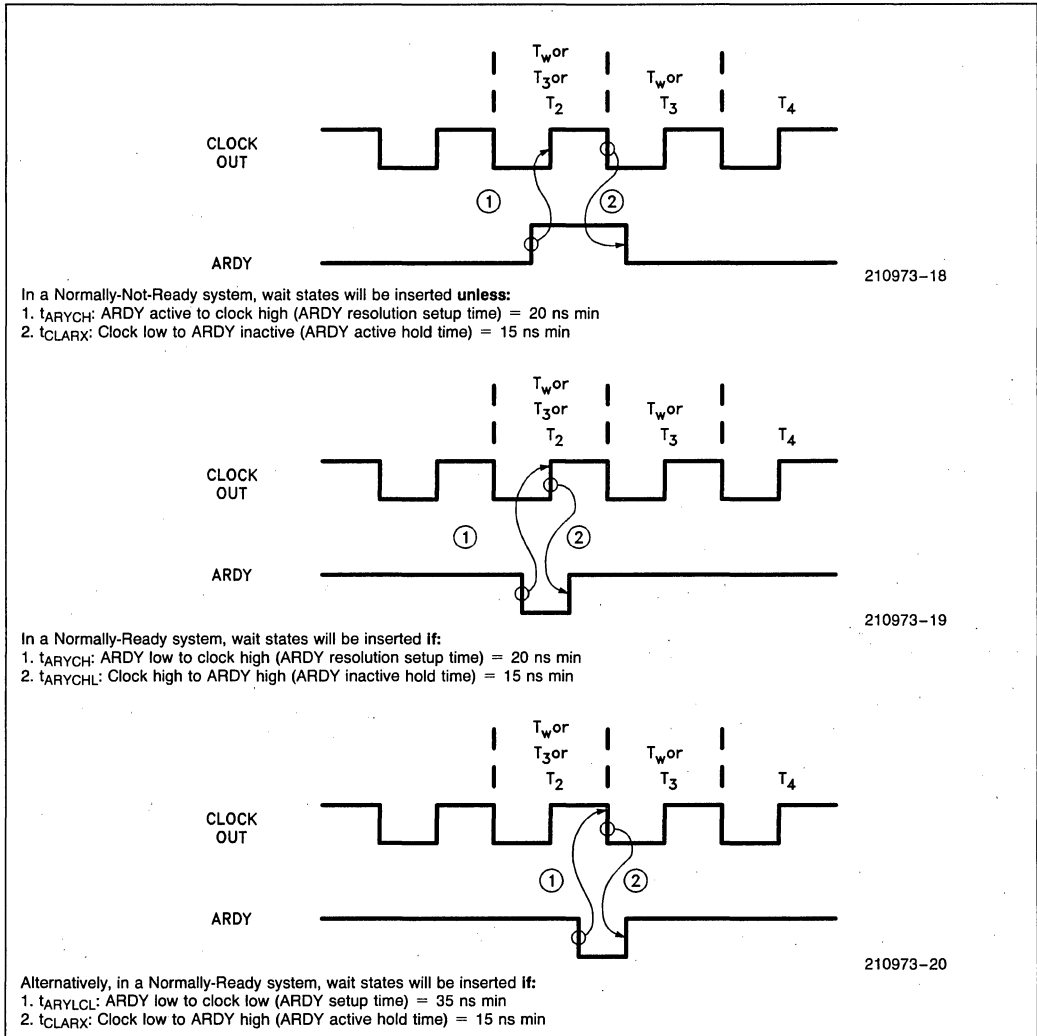 T_w or
T_3 or
T_2
T_w or
T_3
T_4
CLOCK
OUT
1
2
ARDY
210973–18
In a Normally-Not-Ready system, wait states will be inserted unless:
1. t_ARYCH: ARDY active to clock high (ARDY resolution setup time) = 20 ns min
2. t_CLARX: Clock low to ARDY inactive (ARDY active hold time) = 15 ns min
T_w or
T_3 or
T_2
T_w or
T_3
T_4
CLOCK
OUT
1
2
ARDY
210973–19
In a Normally-Ready system, wait states will be inserted if:
1. t_ARYCH: ARDY low to clock high (ARDY resolution setup time) = 20 ns min
2. t_ARYCHL: Clock high to ARDY high (ARDY inactive hold time) = 15 ns min
T_w or
T_3 or
T_2
T_w or
T_3
T_4
CLOCK
OUT
1
2
ARDY
210973–20
Alternatively, in a Normally-Ready system, wait states will be inserted if:
1. t_ARYLCL: ARDY low to clock low (ARDY setup time) = 35 ns min
2. t_CLARX: Clock low to ARDY high (ARDY active hold time) = 15 ns min